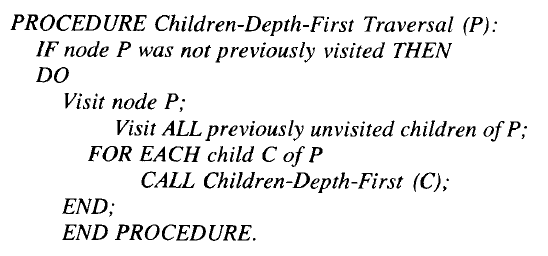 PROCEDURE Children-Depth-First Traversal (P):
IF node P was not previously visited THEN
DO
Visit node P;
Visit ALL previously unvisited children of P;
FOR EACH child C of P
CALL Children-Depth-First (C);
END;
END PROCEDURE.